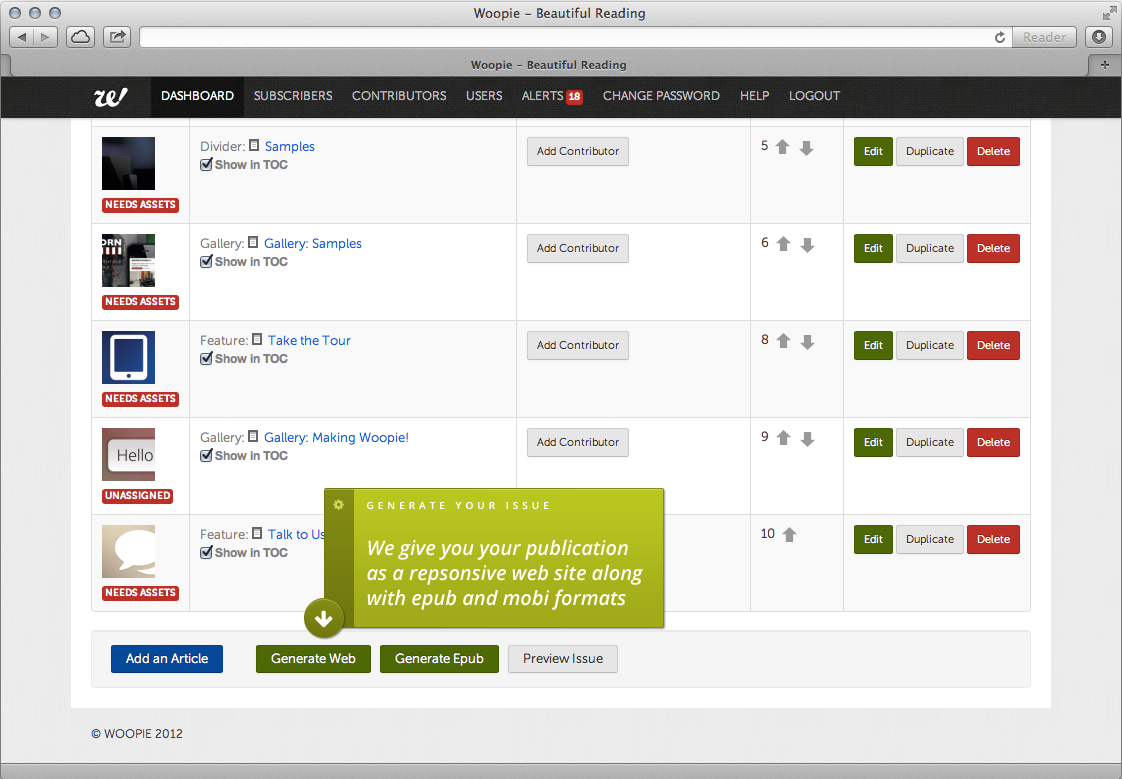 Woopie – Beautiful Reading
Reader
Woopie – Beautiful Reading
we! DASHBOARD SUBSCRIBERS CONTRIBUTORS USERS ALERTS 18 CHANGE PASSWORD HELP LOGOUT
Divider: Samples Add Contributor 5 Edit Duplicate Delete
Show in TOC
NEEDS ASSETS
ORN
Gallery: Gallery: Samples Add Contributor 6 Edit Duplicate Delete
Show in TOC
NEEDS ASSETS
Feature: Take the Tour Add Contributor 8 Edit Duplicate Delete
Show in TOC
NEEDS ASSETS
Gallery: Gallery: Making Woopie! Add Contributor 9 Edit Duplicate Delete
Hello
Show in TOC
UNASSIGNED
GENERATE YOUR ISSUE
We give you your publication
as a repsonsive web site along
with epub and mobi formats
Feature: Talk to Us 10 Edit Duplicate Delete
Show in TOC
NEEDS ASSETS
Add an Article Generate Web Generate Epub Preview Issue
© WOOPIE 2012